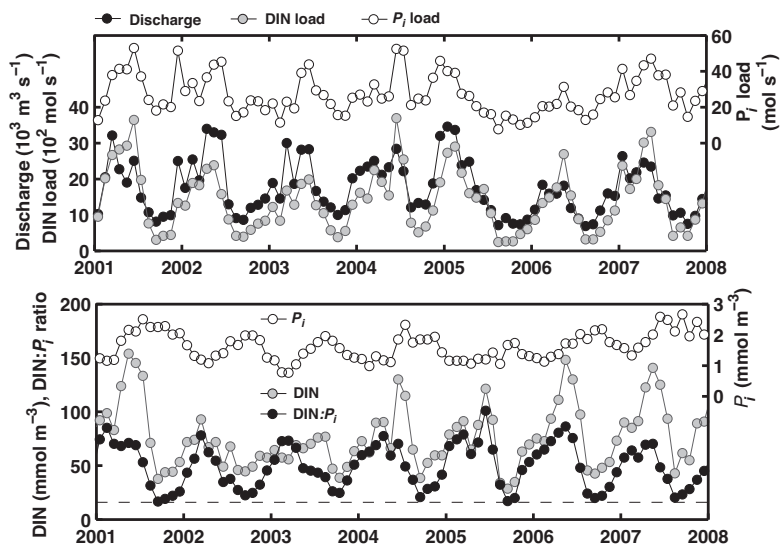 Discharge DIN load Pi load
Discharge (10³ m³ s⁻¹)
DIN load (10² mol s⁻¹)
40
30
20
10
0
60
40
20
0
Pi load
(mol s⁻¹)
2001 2002 2003 2004 2005 2006 2007 2008
DIN (mmol m⁻³), DIN:Pi ratio
200
150
100
50
0
Pi
DIN
DIN:Pi
3
2
1
0
Pi (mmol m⁻³)
2001 2002 2003 2004 2005 2006 2007 2008